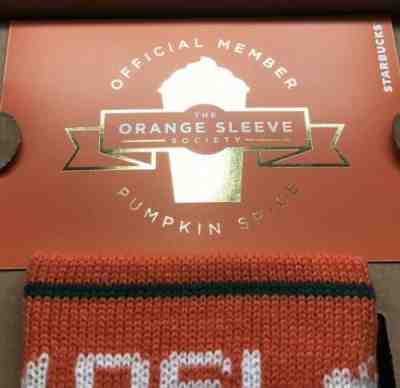 STARBUCKS
OFFICIAL MEMBER
THE
ORANGE SLEEVE
SOCIETY
PUMPKIN SPICE